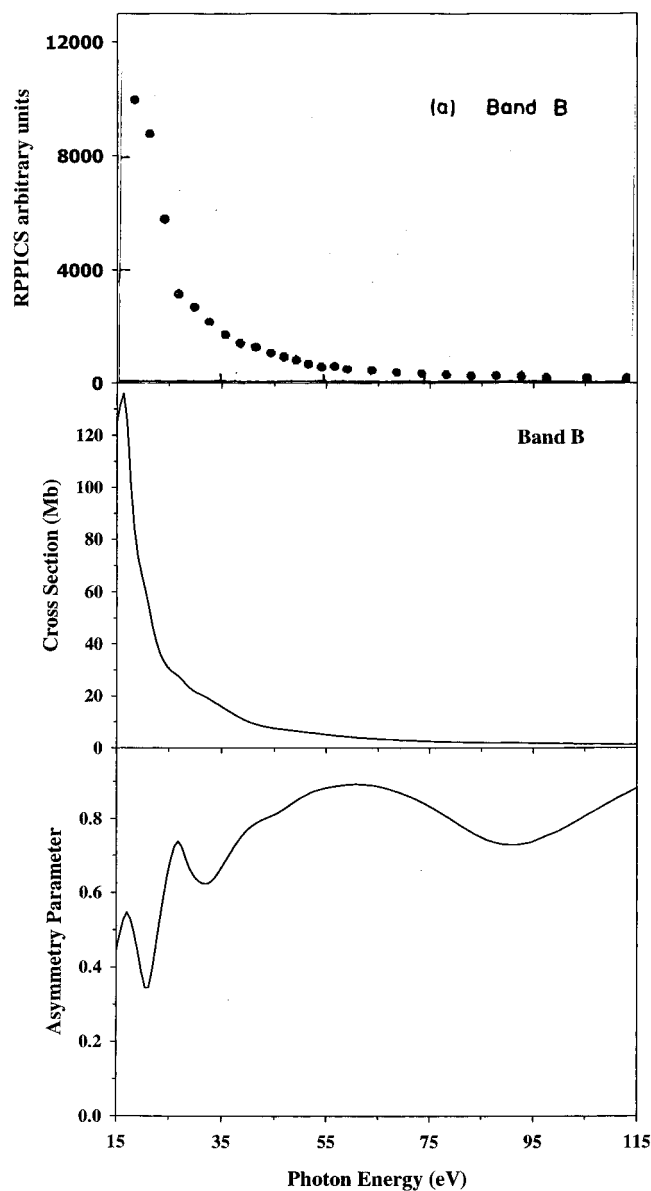 12000
(a) Band B
8000
4000
0
RPPICS arbitrary units
Band B
120
100
80
60
40
20
0
Cross Section (Mb)
0.8
0.6
0.4
0.2
0.0
Asymmetry Parameter
15 35 55 75 95 115
Photon Energy (eV)